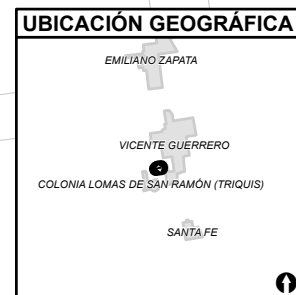 UBICACIÓN GEOGRÁFICA
EMILIANO ZAPATA
VICENTE GUERRERO
COLONIA LOMAS DE SAN RAMÓN (TRIQUIS)
SANTA FE